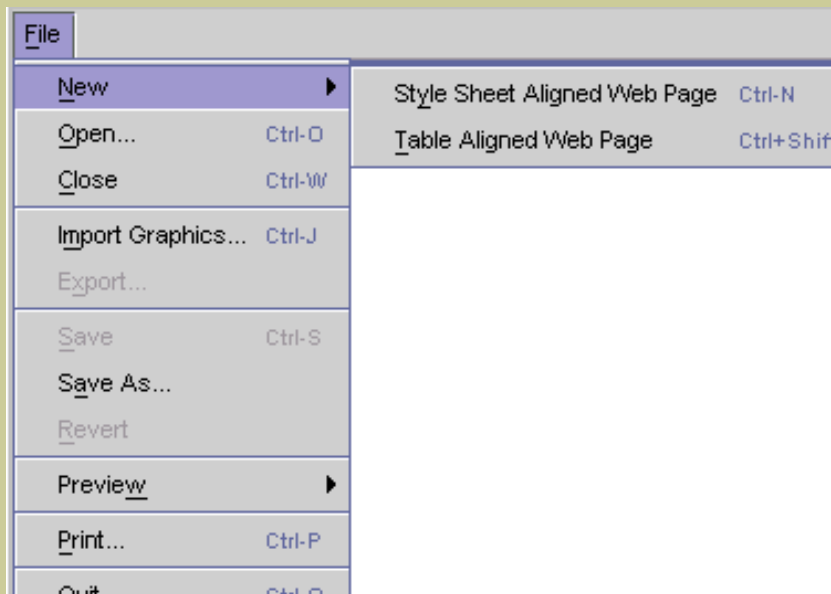 File
New
Style Sheet Aligned Web Page Ctrl-N
Table Aligned Web Page Ctrl+Shif
Open... Ctrl-O
Close Ctrl-W
Import Graphics... Ctrl-J
Export...
Save Ctrl-S
Save As...
Revert
Preview
Print... Ctrl-P
Quit